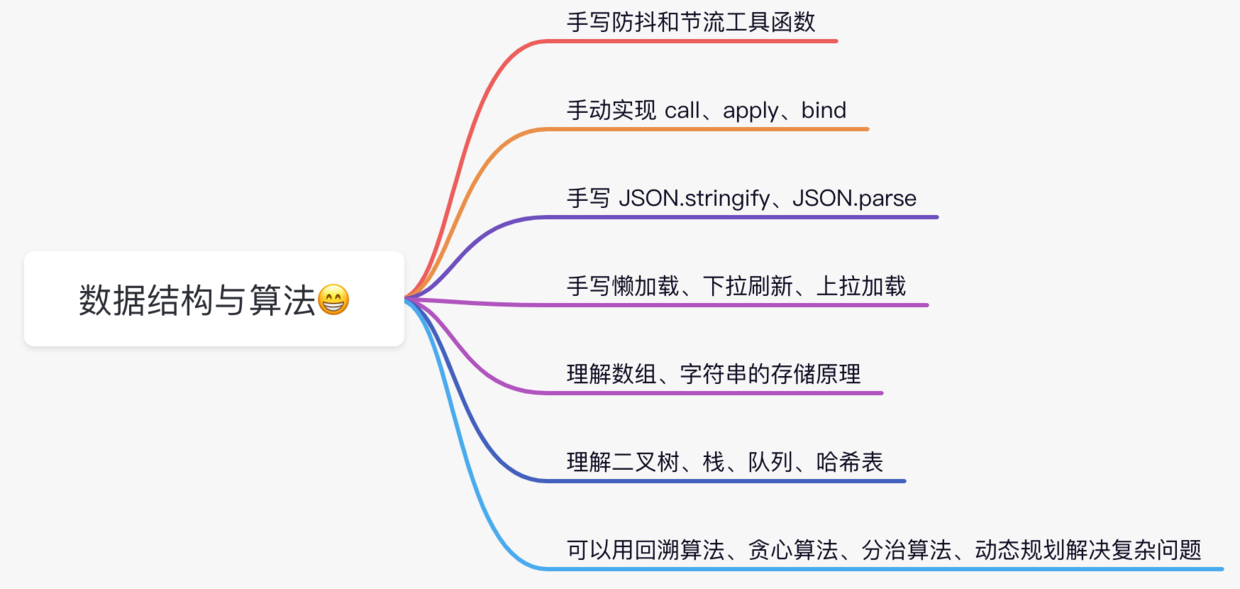 手写防抖和节流工具函数
手动实现 call、apply、bind
手写 JSON.stringify、JSON.parse
数据结构与算法😁
手写懒加载、下拉刷新、上拉加载
理解数组、字符串的存储原理
理解二叉树、栈、队列、哈希表
可以用回溯算法、贪心算法、分治算法、动态规划解决复杂问题